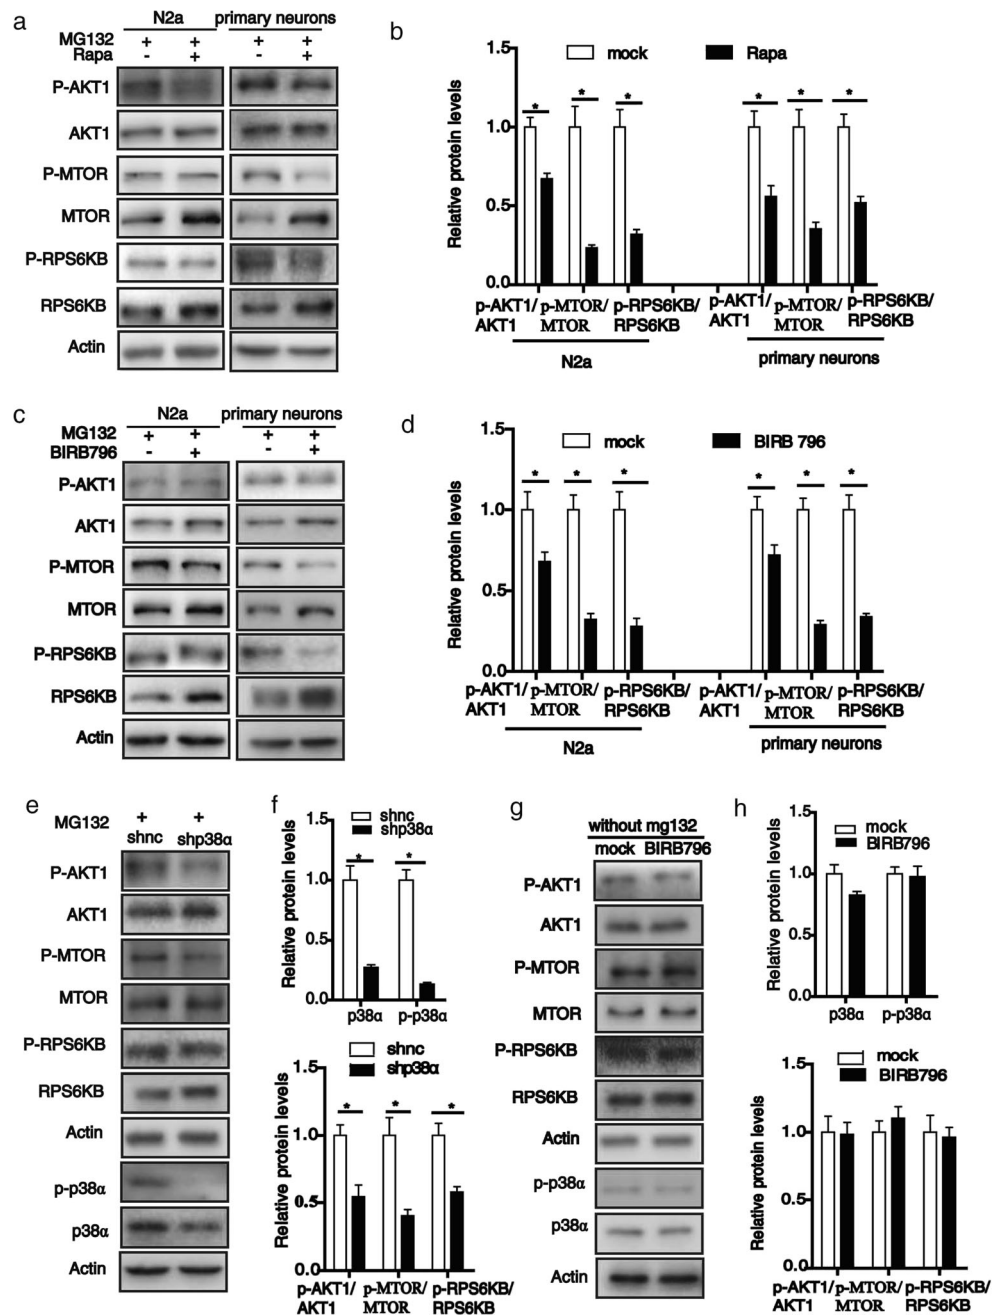 a
N2a
primary neurons
MG132 + + + +
Rapa - + - +
P-AKT1
AKT1
P-MTOR
MTOR
P-RPS6KB
RPS6KB
Actin
b
mock
Rapa
Relative protein levels
1.5
1.0
0.5
0.0
* * * * * *
p-AKT1/ p-MTOR/ p-RPS6KB/ p-AKT1/ p-MTOR/ p-RPS6KB/
AKT1 MTOR RPS6KB AKT1 MTOR RPS6KB
N2a
primary neurons
c
N2a
primary neurons
MG132 + + + +
BIRB796 - + - +
P-AKT1
AKT1
P-MTOR
MTOR
P-RPS6KB
RPS6KB
Actin
d
mock
BIRB 796
Relative protein levels
1.5
1.0
0.5
0.0
* * * * * *
p-AKT1/ p-MTOR/ p-RPS6KB/ p-AKT1/ p-MTOR/ p-RPS6KB/
AKT1 MTOR RPS6KB AKT1 MTOR RPS6KB
N2a
primary neurons
e
MG132 + +
shnc shp38α
P-AKT1
AKT1
P-MTOR
MTOR
P-RPS6KB
RPS6KB
Actin
p-p38α
p38α
Actin
f
shnc
shp38α
Relative protein levels
1.5
1.0
0.5
0.0
* *
p38α p-p38α
shnc
shp38α
Relative protein levels
1.5
1.0
0.5
0.0
* * *
p-AKT1/ p-MTOR/ p-RPS6KB/
AKT1 MTOR RPS6KB
g
without mg132
mock BIRB796
P-AKT1
AKT1
P-MTOR
MTOR
P-RPS6KB
RPS6KB
Actin
p-p38α
p38α
Actin
h
mock
BIRB796
Relative protein levels
1.5
1.0
0.5
0.0
p38α p-p38α
mock
BIRB796
Relative protein levels
1.5
1.0
0.5
0.0
p-AKT1/ p-MTOR/ p-RPS6KB/
AKT1 MTOR RPS6KB